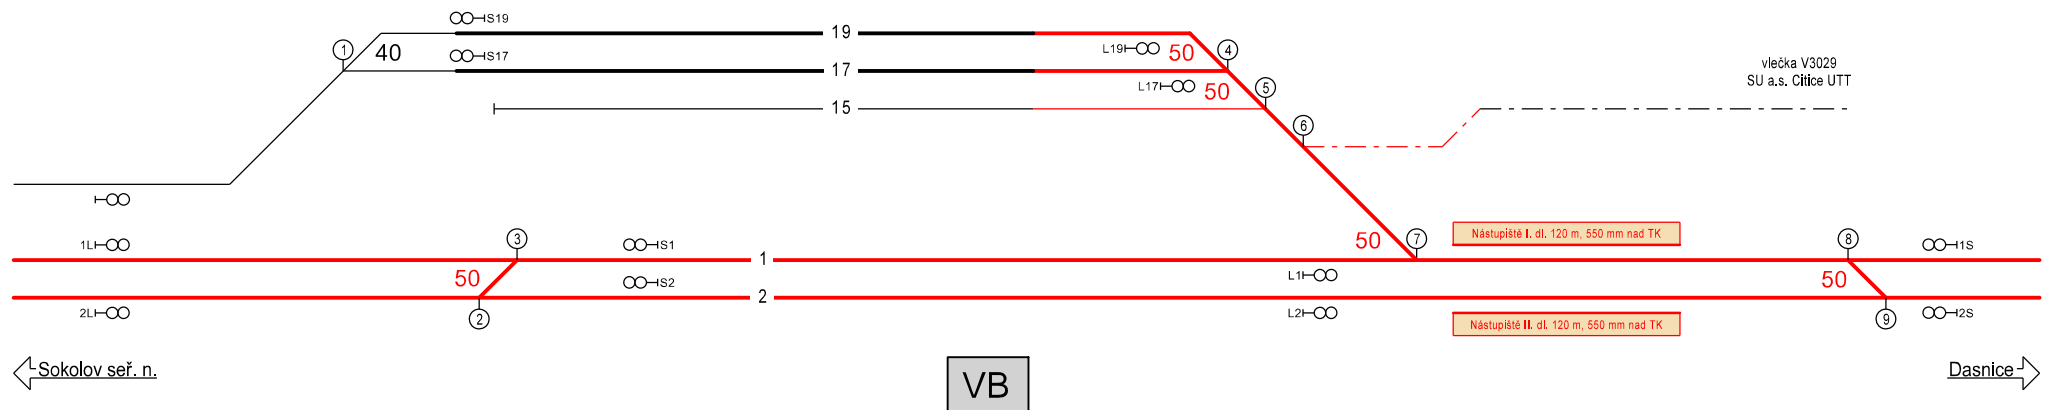 S19
19
1
40
L19
50
4
S17
17
vlečka V3029
SU a.s. Citice UTT
L17
50
5
15
6
1L
3
S1
1
50
7
Nástupiště I. dl. 120 m, 550 mm nad TK
8
1S
50
S2
L1
50
2L
2
2
L2
Nástupiště II. dl. 120 m, 550 mm nad TK
9
2S
Sokolov seř. n.
VB
Dasnice